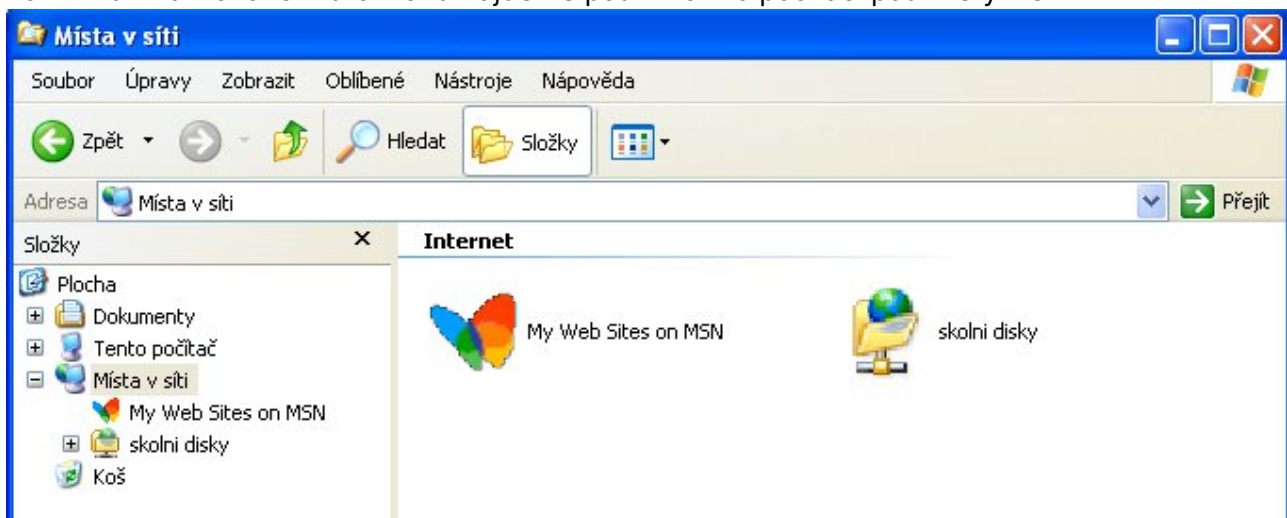 Místa v síti
Soubor Úpravy Zobrazit Oblíbené Nástroje Nápověda
Zpět Hledat Složky
Adresa Místa v síti Přejít
Složky
Internet
Plocha
Dokumenty
Tento počítač
Místa v síti
My Web Sites on MSN
skolni disky
Koš
My Web Sites on MSN
skolni disky